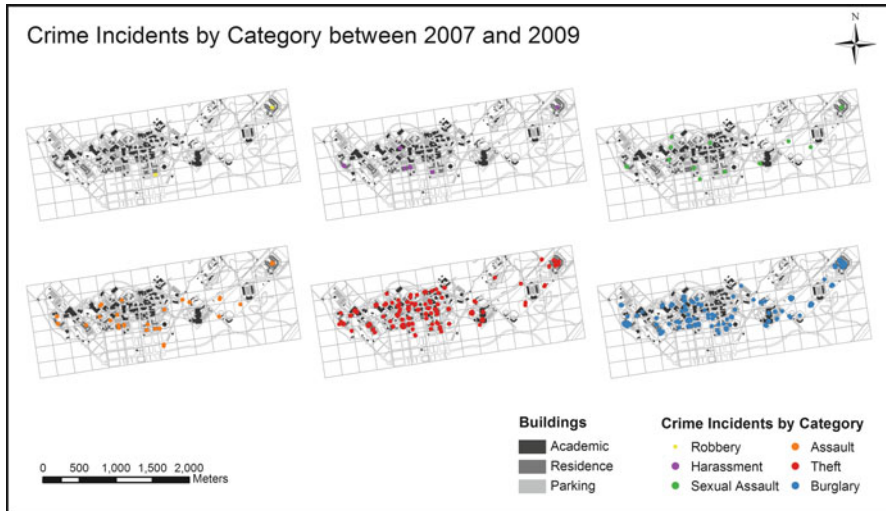 Crime Incidents by Category between 2007 and 2009
N
Buildings
Academic
Residence
Parking
Crime Incidents by Category
Robbery
Harassment
Sexual Assault
Assault
Theft
Burglary
0 500 1,000 1,500 2,000
Meters